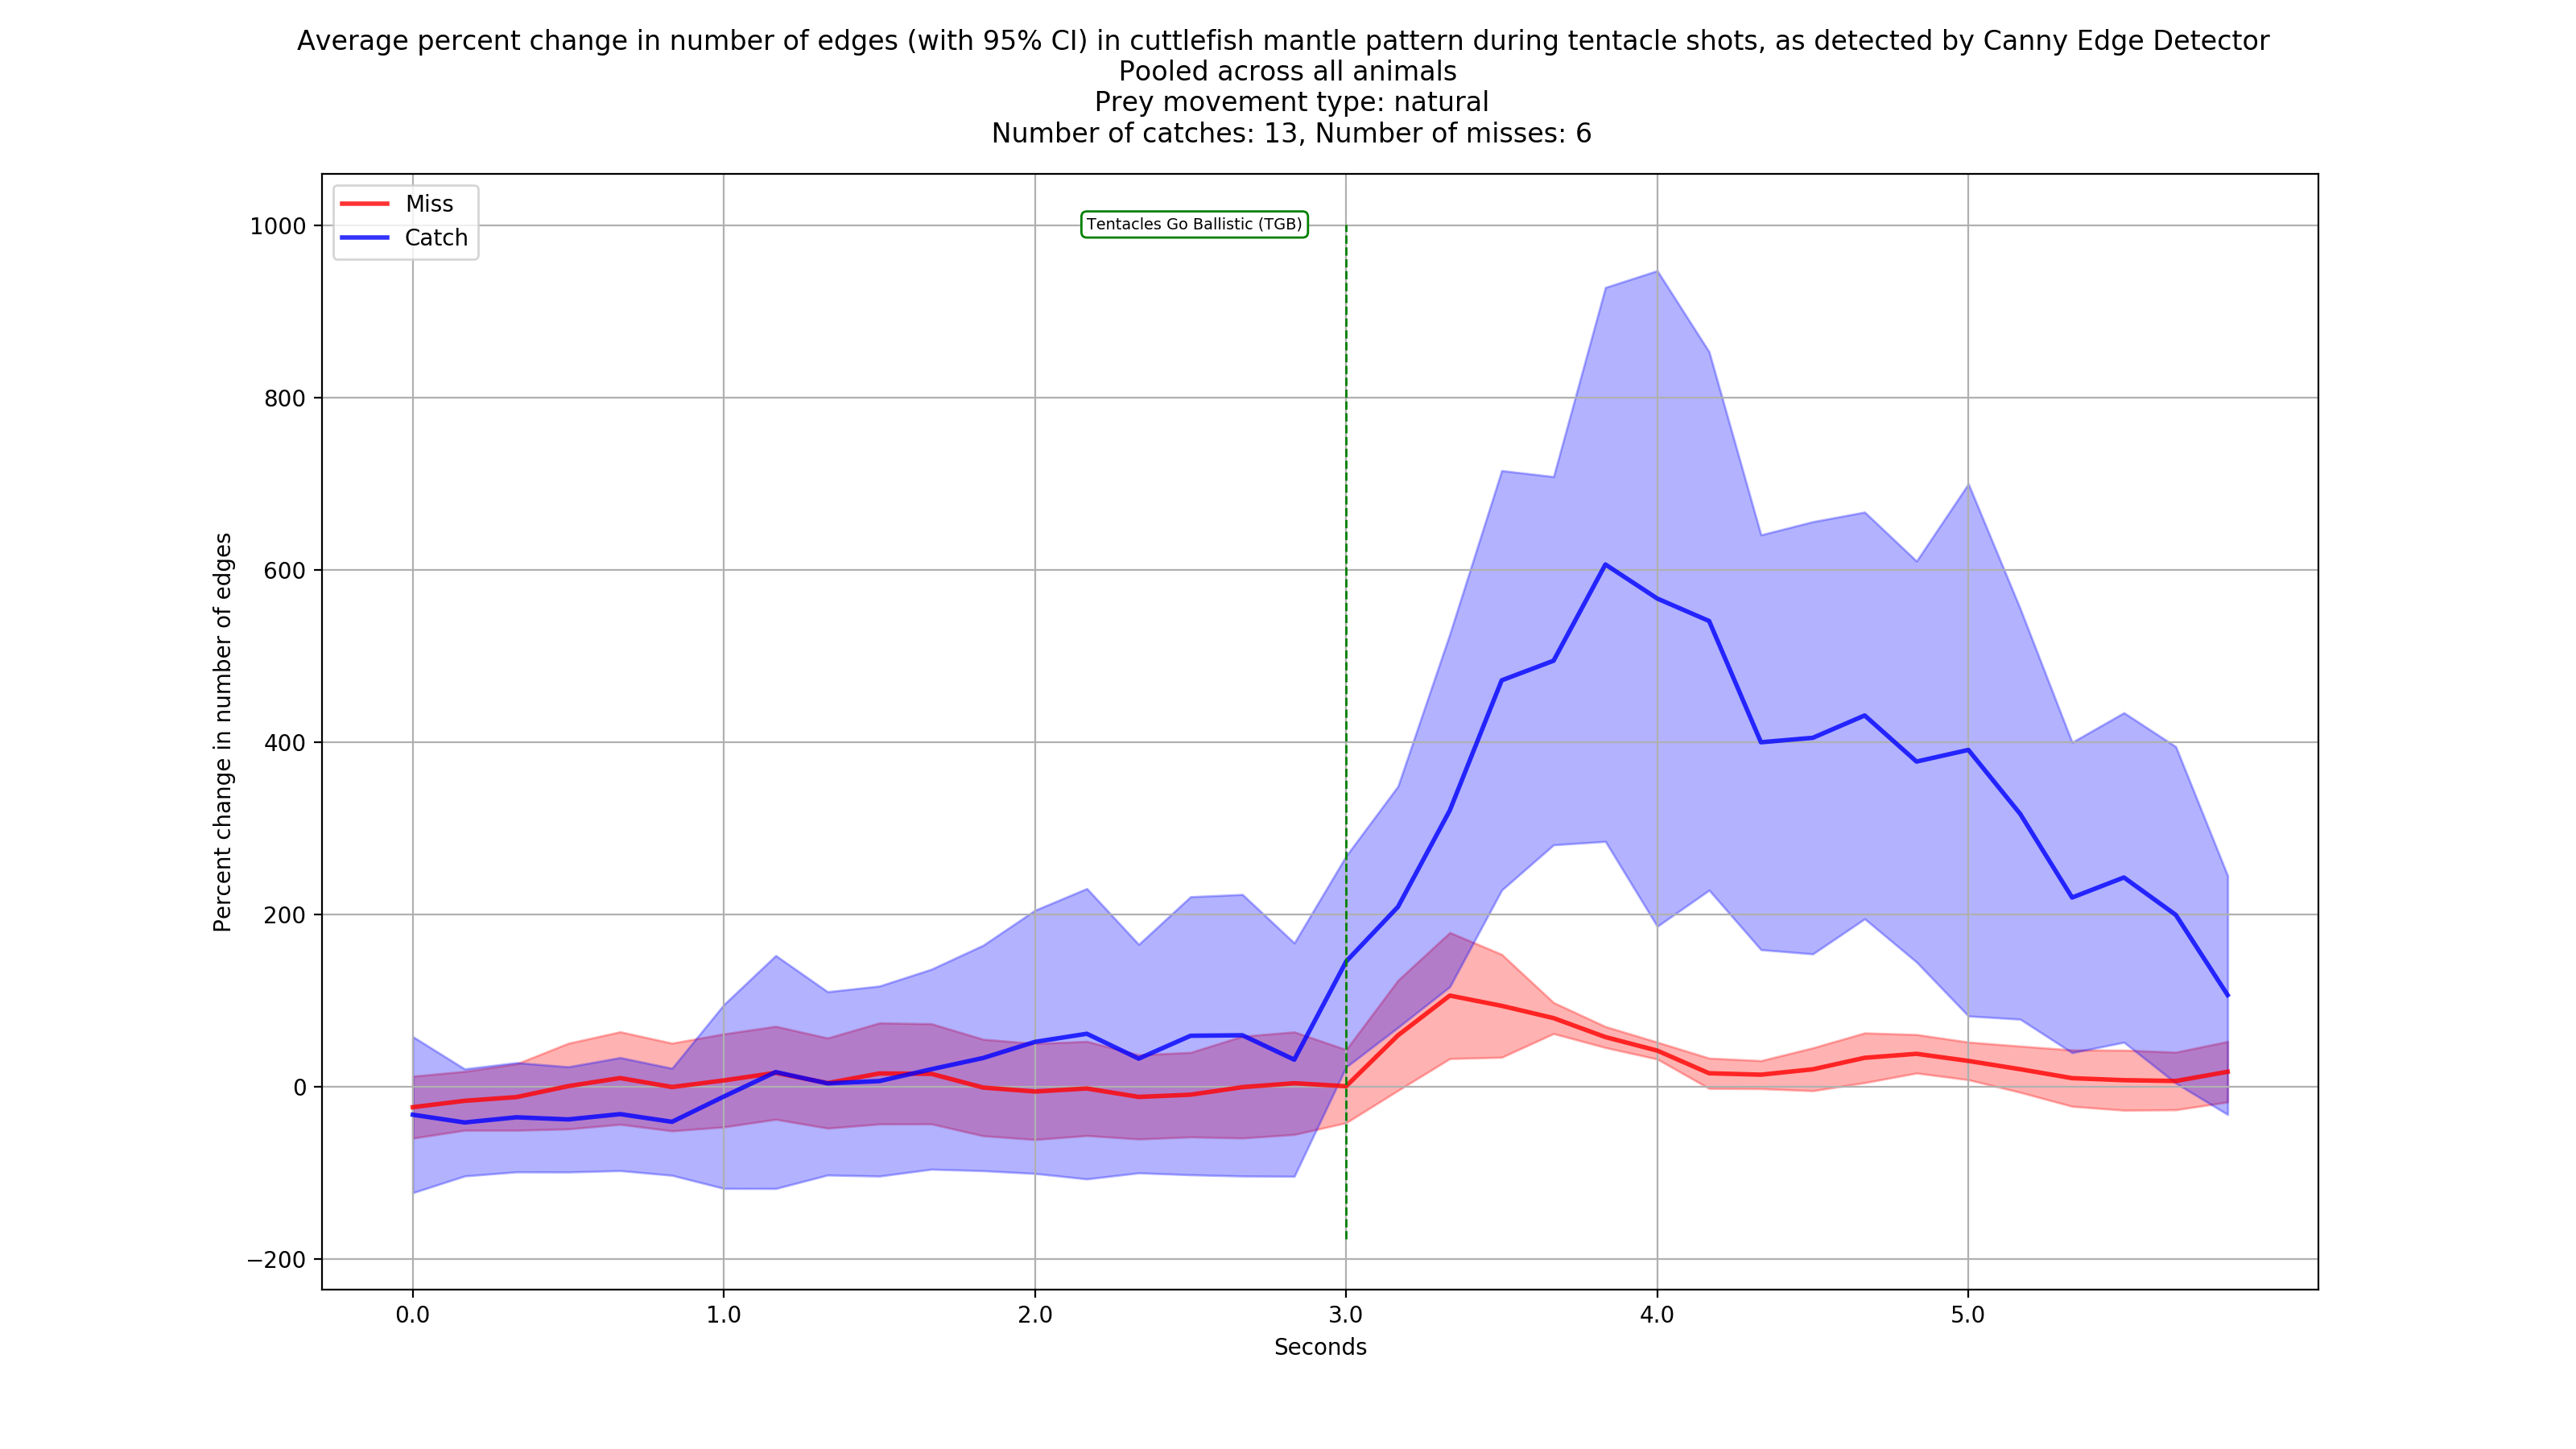 Average percent change in number of edges (with 95% CI) in cuttlefish mantle pattern during tentacle shots, as detected by Canny Edge Detector
Pooled across all animals
Prey movement type: natural
Number of catches: 13, Number of misses: 6
Miss
Catch
Tentacles Go Ballistic (TGB)
1000
800
600
400
200
0
−200
Percent change in number of edges
0.0 1.0 2.0 3.0 4.0 5.0
Seconds